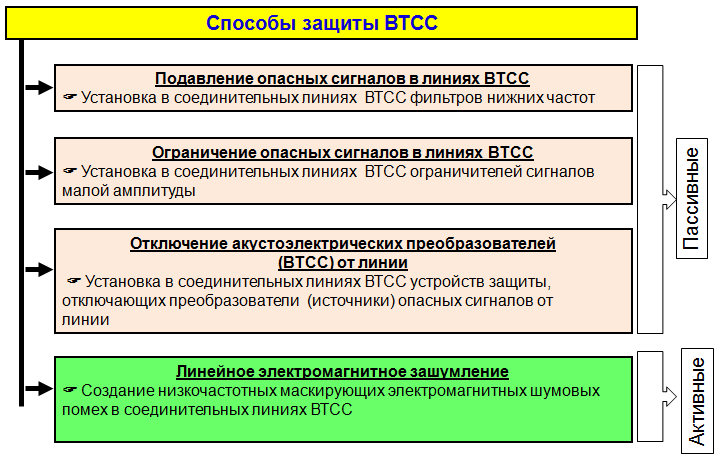 Способы защиты ВТСС
Подавление опасных сигналов в линиях ВТСС
☞ Установка в соединительных линиях ВТСС фильтров нижних частот
Ограничение опасных сигналов в линиях ВТСС
☞ Установка в соединительных линиях ВТСС ограничителей сигналов
малой амплитуды
Отключение акустоэлектрических преобразователей
(ВТСС) от линии
☞ Установка в соединительных линиях ВТСС устройств защиты,
отключающих преобразователи (источники) опасных сигналов от
линии
Пассивные
Линейное электромагнитное зашумление
☞ Создание низкочастотных маскирующих электромагнитных шумовых
помех в соединительных линиях ВТСС
Активные